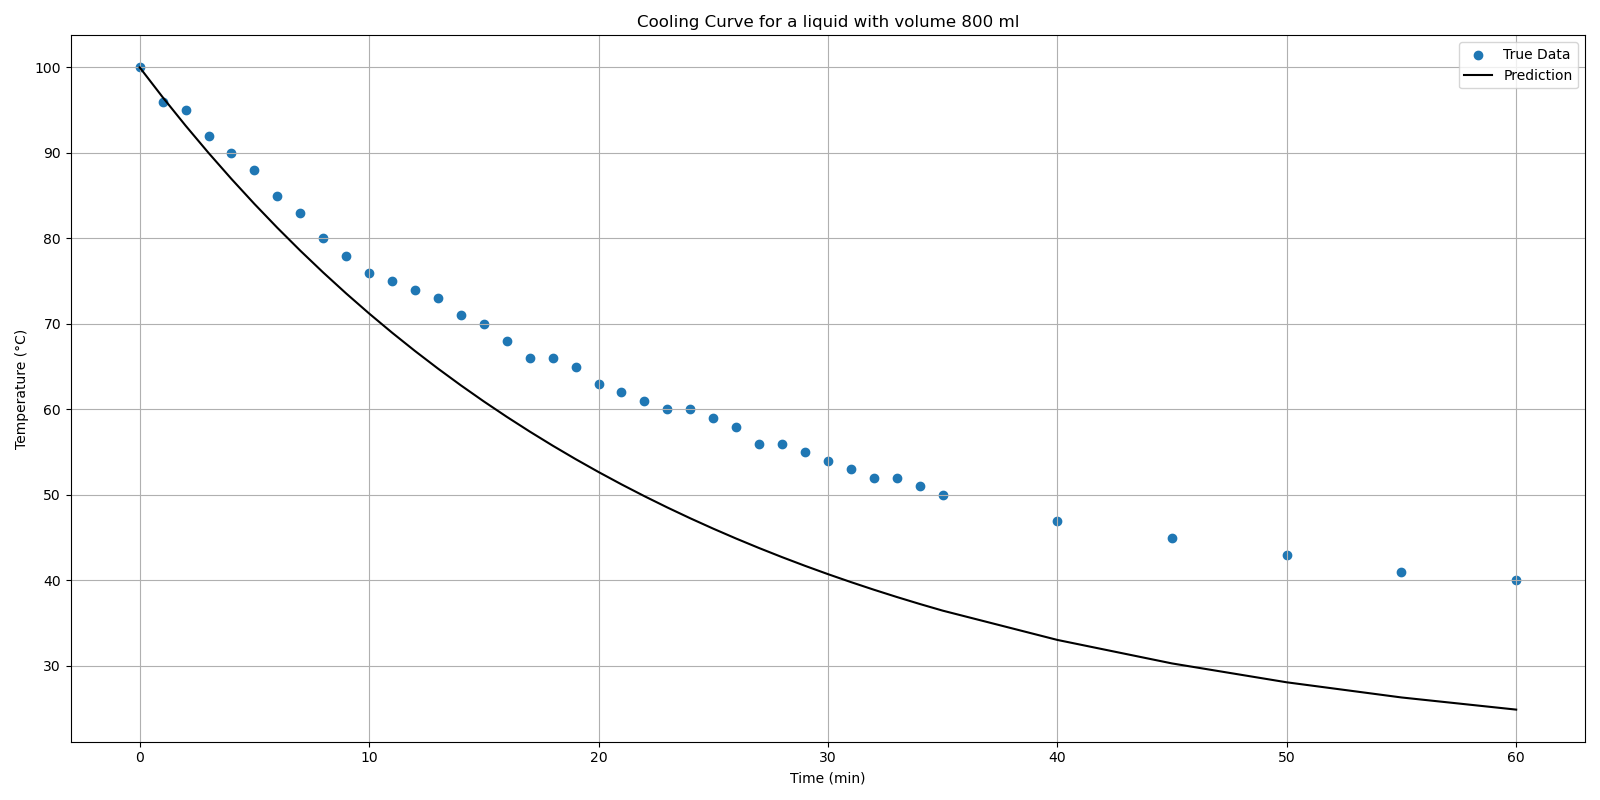 Cooling Curve for a liquid with volume 800 ml
True Data
Prediction
Temperature (°C)
100
90
80
70
60
50
40
30
0 10 20 30 40 50 60
Time (min)